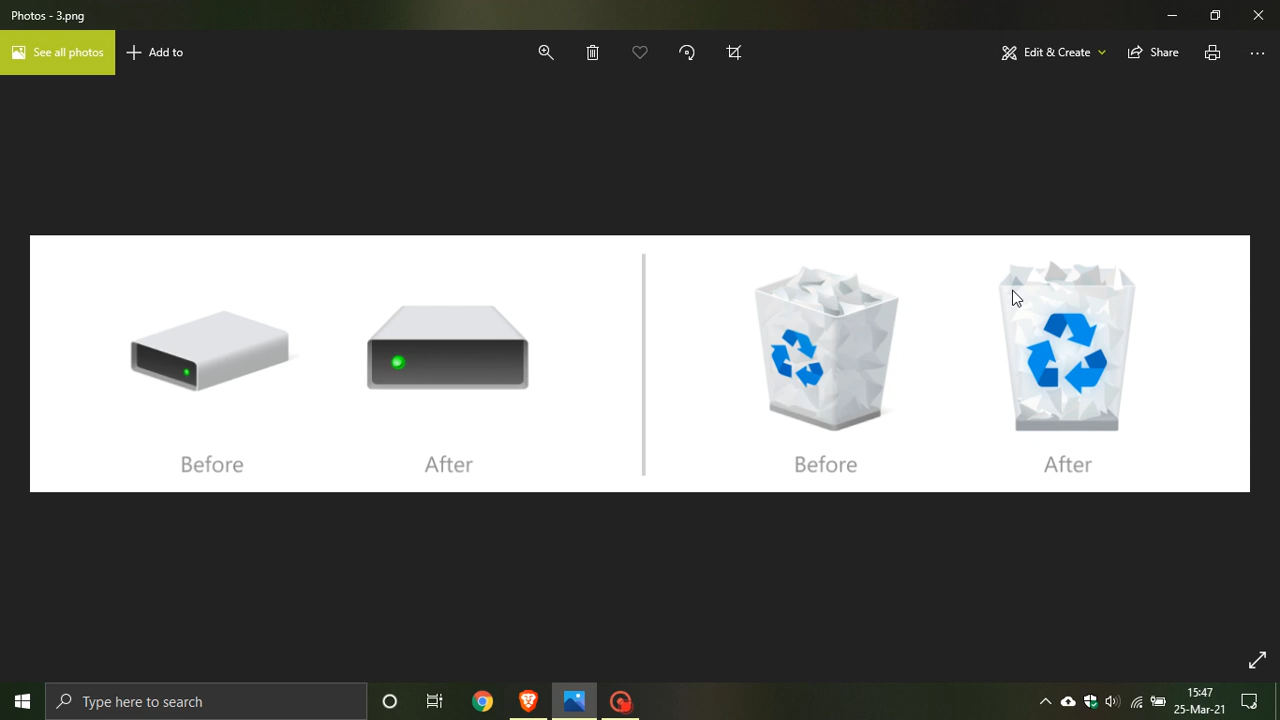 Photos - 3.png
See all photos
Add to
Edit & Create
Share
Before
After
Before
After
Type here to search
15:47
25-Mar-21